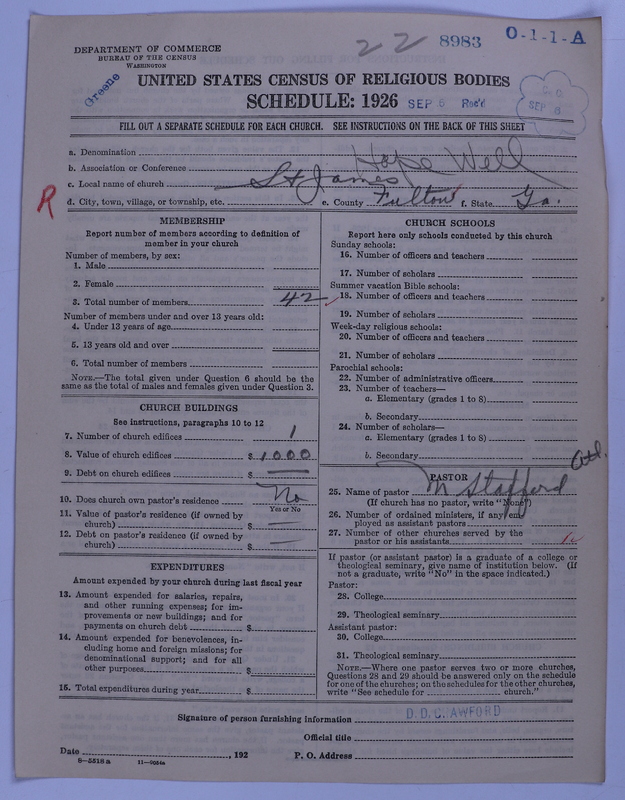 22 8983 O-1-1-A
DEPARTMENT OF COMMERCE
BUREAU OF THE CENSUS
WASHINGTON
Greene
UNITED STATES CENSUS OF RELIGIOUS BODIES
SCHEDULE: 1926 SEP 6 Rec'd
SEP 6
FILL OUT A SEPARATE SCHEDULE FOR EACH CHURCH. SEE INSTRUCTIONS ON THE BACK OF THIS SHEET
a. Denomination
b. Association or Conference Hope Well
c. Local name of church St James
R d. City, town, village, or township, etc. e. County Fulton f. State Ga.
MEMBERSHIP
Report number of members according to definition of
member in your church
Number of members, by sex:
1. Male
2. Female
3. Total number of members 42
Number of members under and over 13 years old:
4. Under 13 years of age
5. 13 years old and over
6. Total number of members
NOTE.—The total given under Question 6 should be the
same as the total of males and females given under Question 3.
CHURCH BUILDINGS
See instructions, paragraphs 10 to 12
7. Number of church edifices 1
8. Value of church edifices $ 1000
9. Debt on church edifices $ —
10. Does church own pastor's residence No
Yes or No
11. Value of pastor's residence (if owned by
church) $ —
12. Debt on pastor's residence (if owned by
church) $ —
EXPENDITURES
Amount expended by your church during last fiscal year
13. Amount expended for salaries, repairs,
and other running expenses; for im-
provements or new buildings; and for
payments on church debt $
14. Amount expended for benevolences, in-
cluding home and foreign missions; for
denominational support; and for all
other purposes $
15. Total expenditures during year $
CHURCH SCHOOLS
Report here only schools conducted by this church
Sunday schools:
16. Number of officers and teachers
17. Number of scholars
Summer vacation Bible schools:
18. Number of officers and teachers
19. Number of scholars
Week-day religious schools:
20. Number of officers and teachers
21. Number of scholars
Parochial schools:
22. Number of administrative officers
23. Number of teachers—
a. Elementary (grades 1 to 8)
b. Secondary
24. Number of scholars—
a. Elementary (grades 1 to 8)
b. Secondary
PASTOR
25. Name of pastor M Stafford Atl.
(If church has no pastor, write "None")
26. Number of ordained ministers, if any, em-
ployed as assistant pastors
27. Number of other churches served by the
pastor or his assistants
If pastor (or assistant pastor) is a graduate of a college or
theological seminary, give name of institution below. (If
not a graduate, write "No" in the space indicated.)
Pastor:
28. College
29. Theological seminary
Assistant pastor:
30. College
31. Theological seminary
NOTE.—Where one pastor serves two or more churches,
Questions 28 and 29 should be answered only on the schedule
for one of the churches; on the schedules for the other churches,
write "See schedule for church."
Signature of person furnishing information D. D. C AWFORD
Official title
Date , 192 P. O. Address
8—5518a 11—9034a